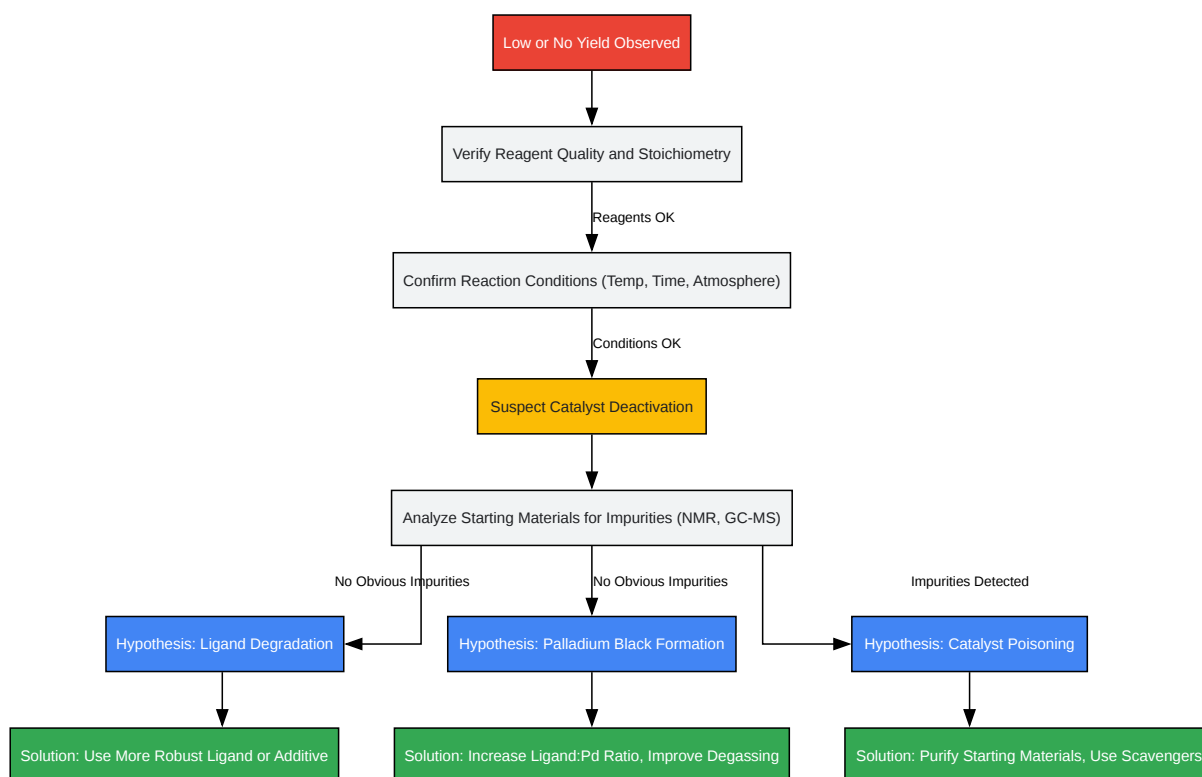 Low or No Yield Observed
Verify Reagent Quality and Stoichiometry
Reagents OK
Confirm Reaction Conditions (Temp, Time, Atmosphere)
Conditions OK
Suspect Catalyst Deactivation
Analyze Starting Materials for Impurities (NMR, GC-MS)
No Obvious Impurities
No Obvious Impurities
Impurities Detected
Hypothesis: Ligand Degradation
Hypothesis: Palladium Black Formation
Hypothesis: Catalyst Poisoning
Solution: Use More Robust Ligand or Additive
Solution: Increase Ligand:Pd Ratio, Improve Degassing
Solution: Purify Starting Materials, Use Scavengers